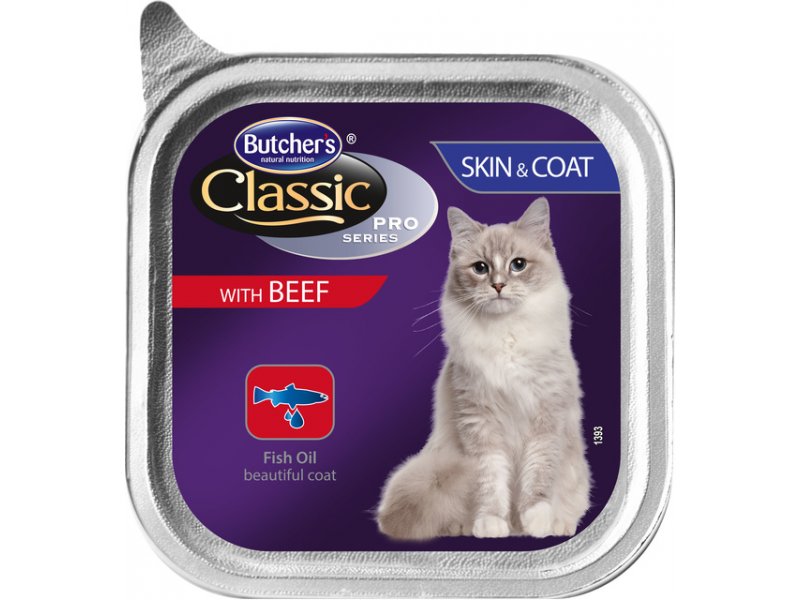 Butcher's ®
natural nutrition
Classic
PRO
SERIES
SKIN & COAT
WITH BEEF
Fish Oil
beautiful coat
1393